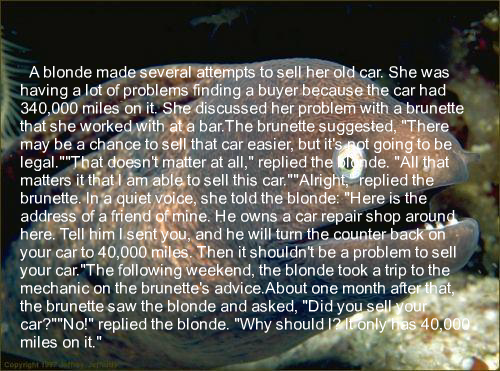 A blonde made several attempts to sell her old car. She was
having a lot of problems finding a buyer because the car had
340,000 miles on it. She discussed her problem with a brunette
that she worked with at a bar.The brunette suggested, "There
may be a chance to sell that car easier, but it's not going to be
legal.""That doesn't matter at all," replied the blonde. "All that
matters it that I am able to sell this car.""Alright," replied the
brunette. In a quiet voice, she told the blonde: "Here is the
address of a friend of mine. He owns a car repair shop around
here. Tell him I sent you, and he will turn the counter back on
your car to 40,000 miles. Then it shouldn't be a problem to sell
your car."The following weekend, the blonde took a trip to the
mechanic on the brunette's advice.About one month after that,
the brunette saw the blonde and asked, "Did you sell your
car?""No!" replied the blonde. "Why should I? It only has 40,000
miles on it."
Copyright 1997 Jeffrey Jeffords